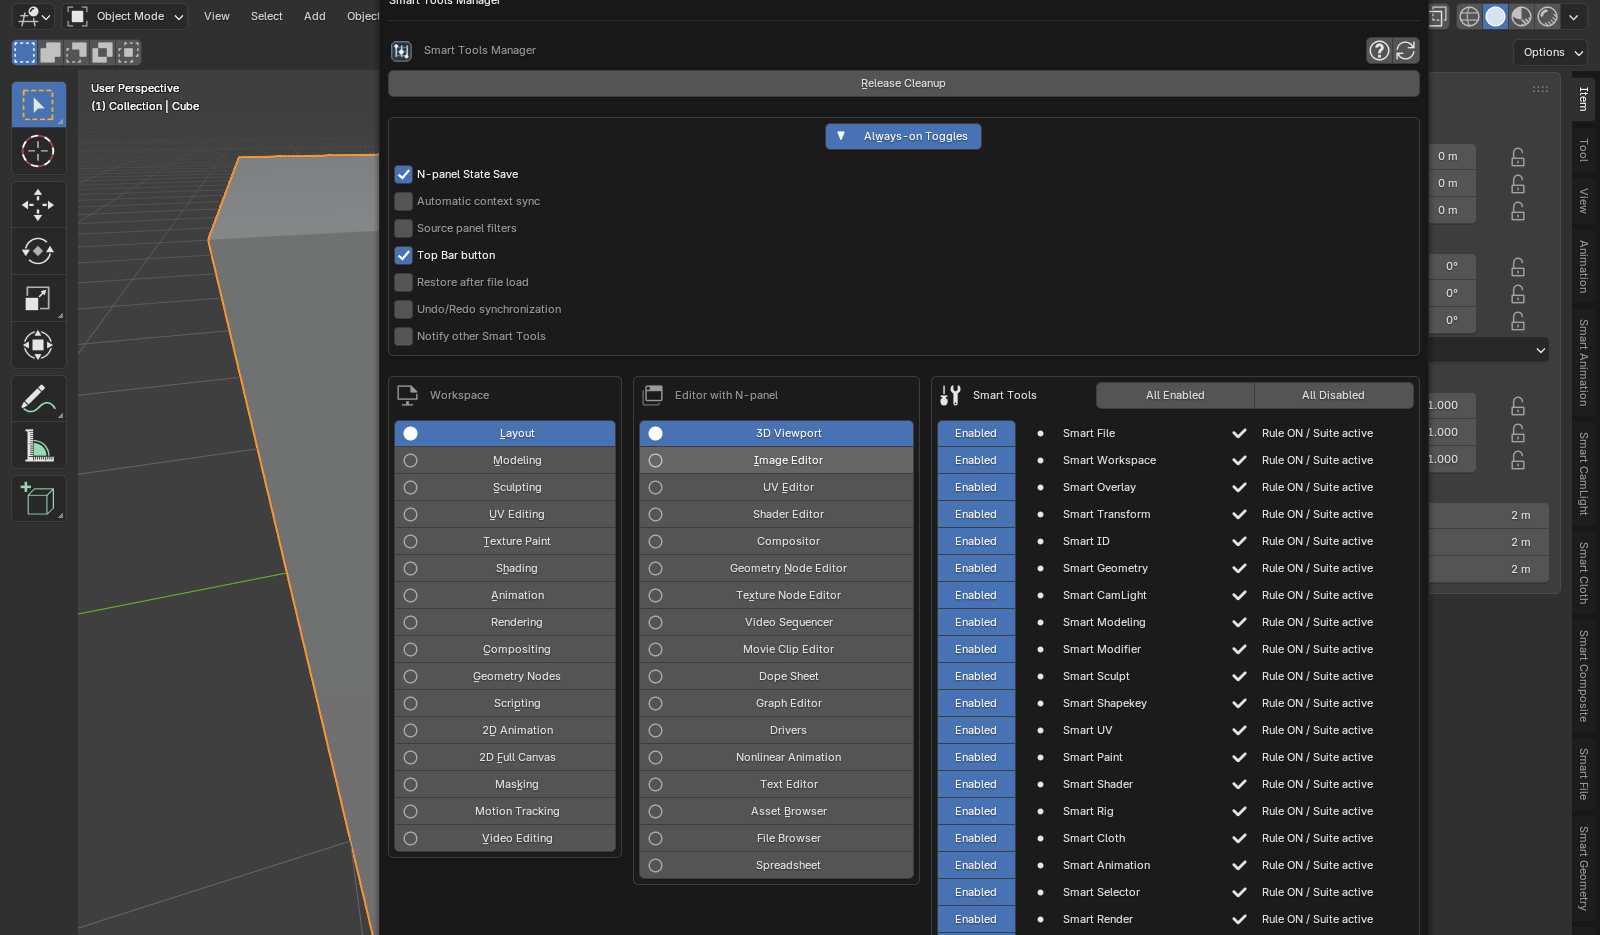 Smart Tools Manager
Object Mode
View
Select
Add
Object
Smart Tools Manager
Options
Release Cleanup
User Perspective
(1) Collection | Cube
Always-on Toggles
N-panel State Save
Automatic context sync
Source panel filters
Top Bar button
Restore after file load
Undo/Redo synchronization
Notify other Smart Tools
Workspace
Layout
Modeling
Sculpting
UV Editing
Texture Paint
Shading
Animation
Rendering
Compositing
Geometry Nodes
Scripting
2D Animation
2D Full Canvas
Masking
Motion Tracking
Video Editing
Editor with N-panel
3D Viewport
Image Editor
UV Editor
Shader Editor
Compositor
Geometry Node Editor
Texture Node Editor
Video Sequencer
Movie Clip Editor
Dope Sheet
Graph Editor
Drivers
Nonlinear Animation
Text Editor
Asset Browser
File Browser
Spreadsheet
Smart Tools All Enabled All Disabled
Enabled Smart File Rule ON / Suite active
Enabled Smart Workspace Rule ON / Suite active
Enabled Smart Overlay Rule ON / Suite active
Enabled Smart Transform Rule ON / Suite active
Enabled Smart ID Rule ON / Suite active
Enabled Smart Geometry Rule ON / Suite active
Enabled Smart CamLight Rule ON / Suite active
Enabled Smart Modeling Rule ON / Suite active
Enabled Smart Modifier Rule ON / Suite active
Enabled Smart Sculpt Rule ON / Suite active
Enabled Smart Shapekey Rule ON / Suite active
Enabled Smart UV Rule ON / Suite active
Enabled Smart Paint Rule ON / Suite active
Enabled Smart Shader Rule ON / Suite active
Enabled Smart Rig Rule ON / Suite active
Enabled Smart Cloth Rule ON / Suite active
Enabled Smart Animation Rule ON / Suite active
Enabled Smart Selector Rule ON / Suite active
Enabled Smart Render Rule ON / Suite active
0 m
0 m
0 m
0°
0°
0°
1.000
1.000
1.000
2 m
2 m
2 m
Item
Tool
View
Animation
Smart Animation
Smart CamLight
Smart Cloth
Smart Composite
Smart File
Smart Geometry